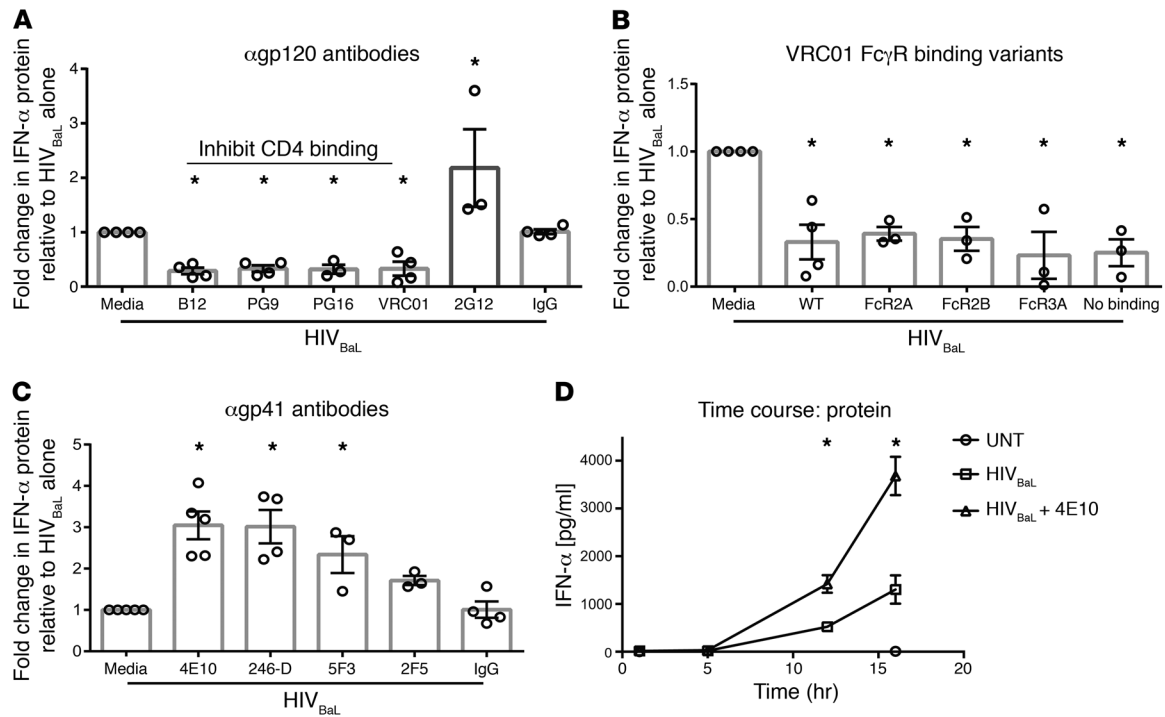 A
αgp120 antibodies
Fold change in IFN-α protein
relative to HIVBaL alone
4
3
2
1
0
Inhibit CD4 binding
*
* * * *
Media B12 PG9 PG16 VRC01 2G12 IgG
HIVBaL
B
VRC01 FcγR binding variants
Fold change in IFN-α protein
relative to HIVBaL alone
1.5
1.0
0.5
0.0
* * * * *
Media WT FcR2A FcR2B FcR3A No binding
HIVBaL
C
αgp41 antibodies
Fold change in IFN-α protein
relative to HIVBaL alone
5
4
3
2
1
0
* * *
Media 4E10 246-D 5F3 2F5 IgG
HIVBaL
D
Time course: protein
IFN-α [pg/ml]
4000
3000
2000
1000
0
* *
0 5 10 15 20
Time (hr)
UNT
HIVBaL
HIVBaL + 4E10